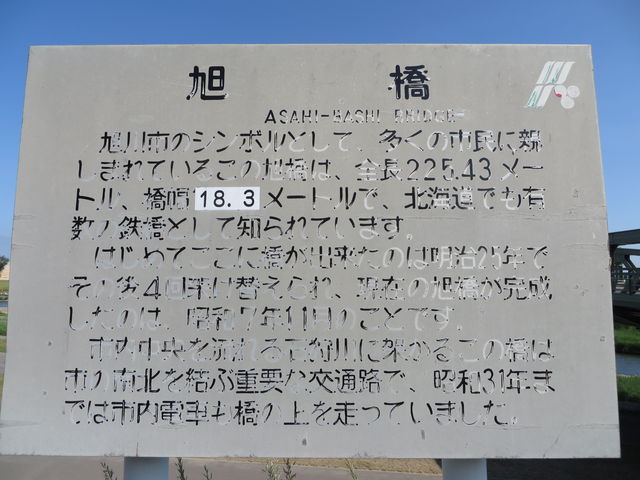 旭橋
ASAHI-BASHI BRIDGE
旭川市のシンボルとして、多くの市民に親
しまれているこの旭橋は、全長225.43メー
トル、橋幅18.3メートルで、北海道でも有
数の鉄橋として知られています。
はじめてここに橋が出来たのは明治25年で
その後4回架け替えられ、現在の旭橋が完成
したのは、昭和7年11月のことです。
市内中央を流れる石狩川に架かるこの橋は
市の南北を結ぶ重要な交通路で、昭和31年ま
では市内電車も橋の上を走っていました。